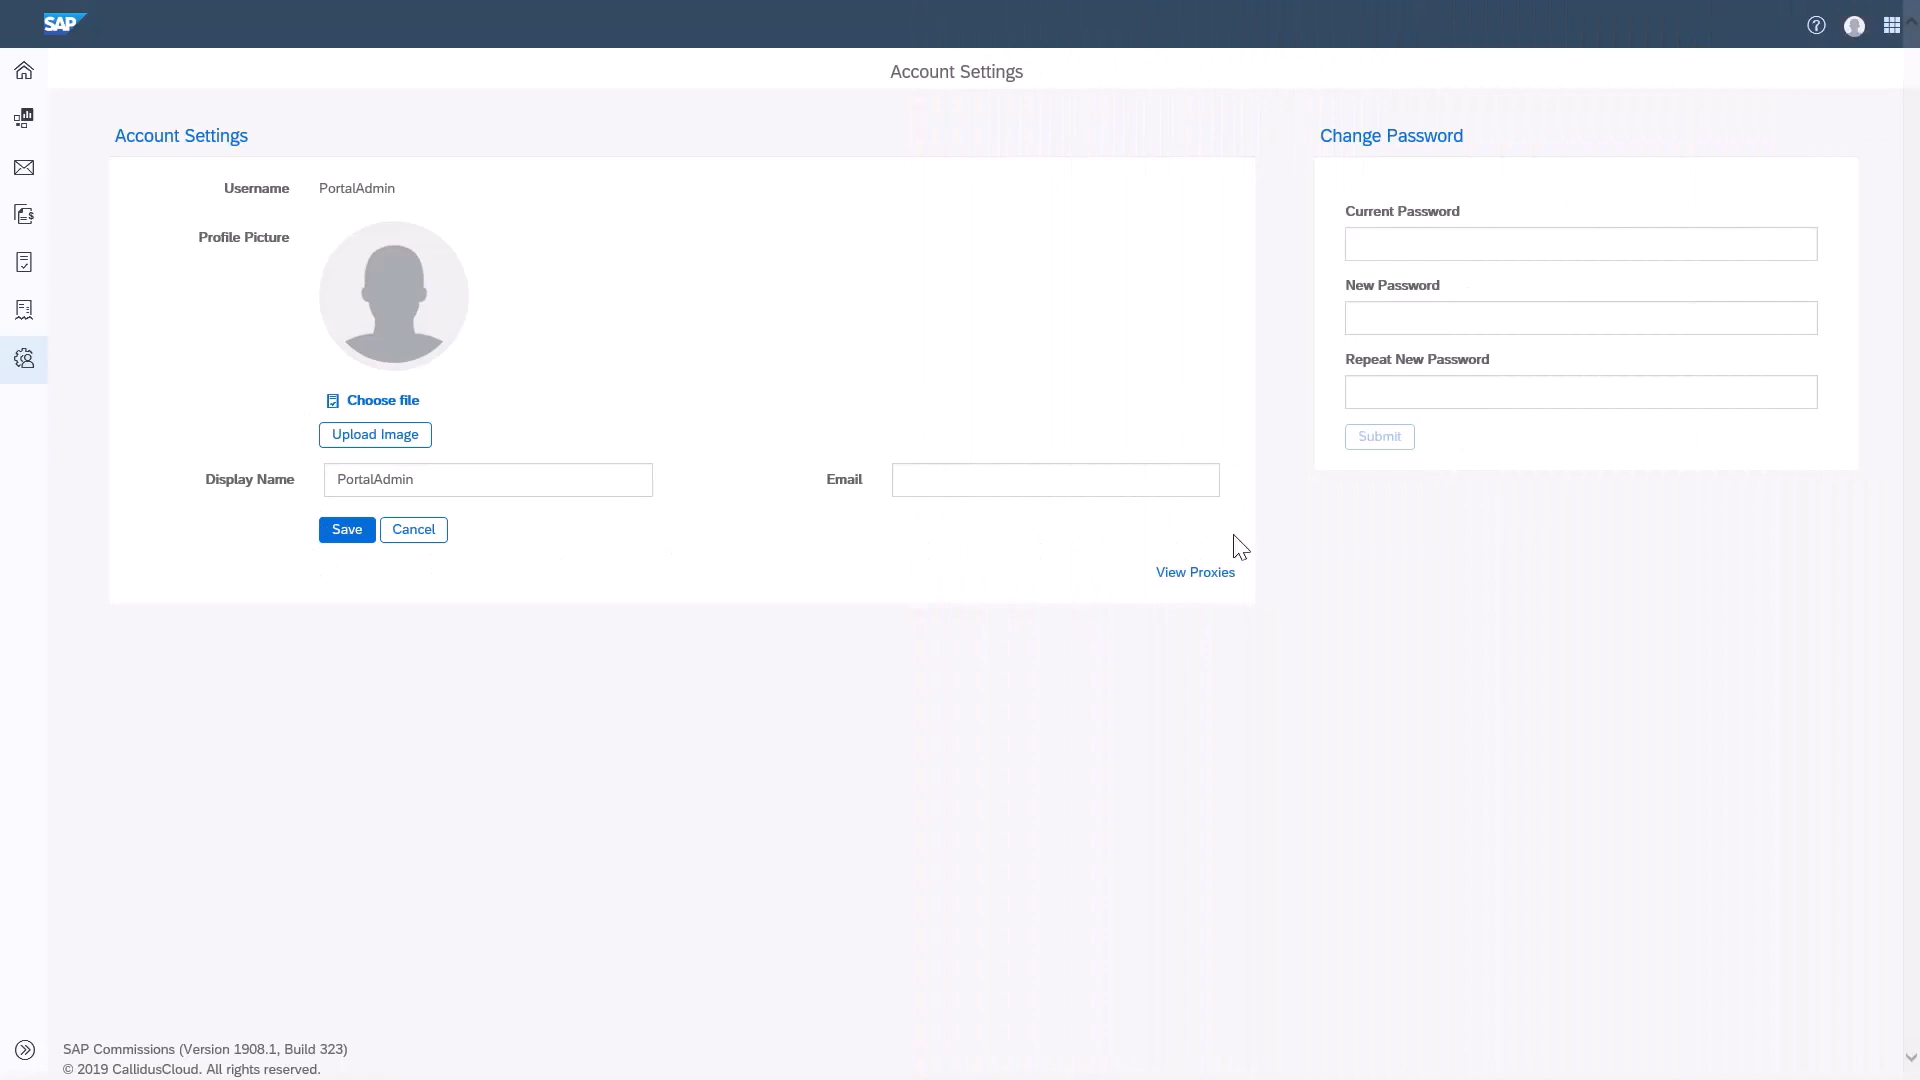 SAP
Account Settings
Account Settings
Username PortalAdmin
Profile Picture
Choose file
Upload Image
Display Name PortalAdmin Email
Save Cancel
View Proxies
Change Password
Current Password
New Password
Repeat New Password
Submit
SAP Commissions (Version 1908.1, Build 323)
© 2019 CallidusCloud. All rights reserved.